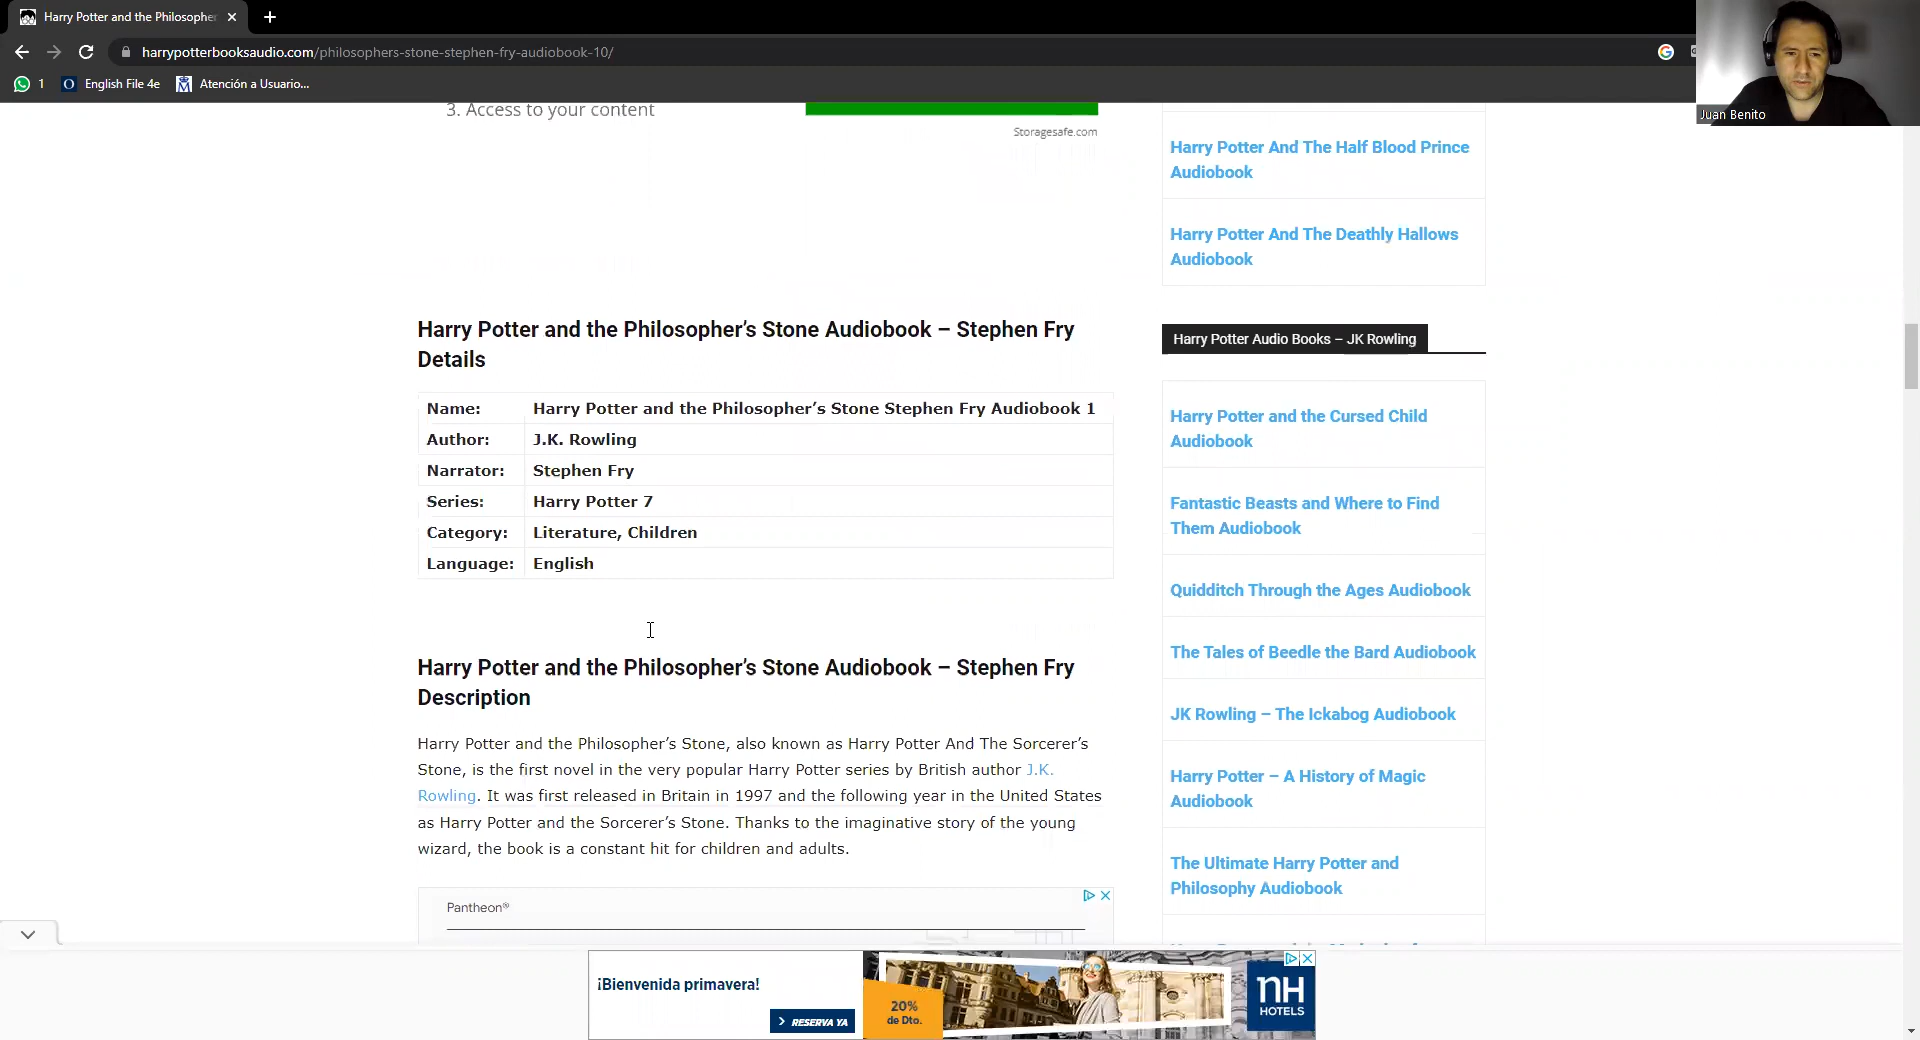 Harry Potter and the Philosopher
harrypotterbooksaudio.com/philosophers-stone-stephen-fry-audiobook-10/
1
English File 4e
Atención a Usuario...
Juan Benito
3. Access to your content
Storagesafe.com
Harry Potter and the Philosopher’s Stone Audiobook – Stephen Fry
Details
Name: Harry Potter and the Philosopher’s Stone Stephen Fry Audiobook 1
Author: J.K. Rowling
Narrator: Stephen Fry
Series: Harry Potter 7
Category: Literature, Children
Language: English
Harry Potter and the Philosopher’s Stone Audiobook – Stephen Fry
Description
Harry Potter and the Philosopher’s Stone, also known as Harry Potter And The Sorcerer’s
Stone, is the first novel in the very popular Harry Potter series by British author J.K.
Rowling. It was first released in Britain in 1997 and the following year in the United States
as Harry Potter and the Sorcerer’s Stone. Thanks to the imaginative story of the young
wizard, the book is a constant hit for children and adults.
Pantheon®
Harry Potter And The Half Blood Prince
Audiobook
Harry Potter And The Deathly Hallows
Audiobook
Harry Potter Audio Books – JK Rowling
Harry Potter and the Cursed Child
Audiobook
Fantastic Beasts and Where to Find
Them Audiobook
Quidditch Through the Ages Audiobook
The Tales of Beedle the Bard Audiobook
JK Rowling – The Ickabog Audiobook
Harry Potter – A History of Magic
Audiobook
The Ultimate Harry Potter and
Philosophy Audiobook
¡Bienvenida primavera!
RESERVA YA
20%
de Dto.
nH
HOTELS